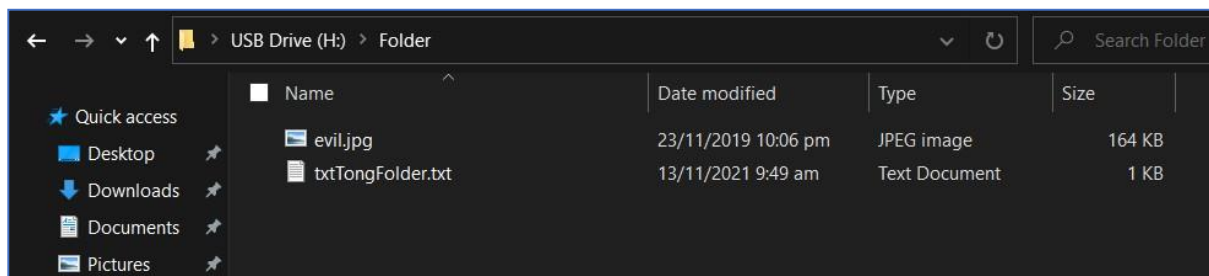 USB Drive (H:) > Folder
Search Folder
Name Date modified Type Size
Quick access
evil.jpg 23/11/2019 10:06 pm JPEG image 164 KB
Desktop
txtTongFolder.txt 13/11/2021 9:49 am Text Document 1 KB
Downloads
Documents
Pictures